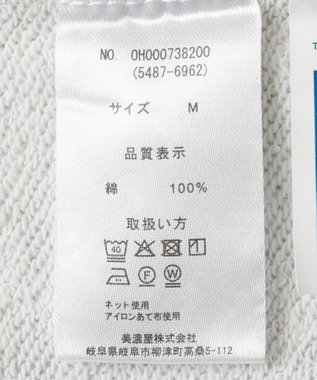 NO. 0H000738200
(5487-6962)
サイズ M
品質表示
綿 100%
取扱い方
40
F W
ネット使用
アイロンあて布使用
美濃屋株式会社
岐阜県岐阜市柳津町高桑5-112
T